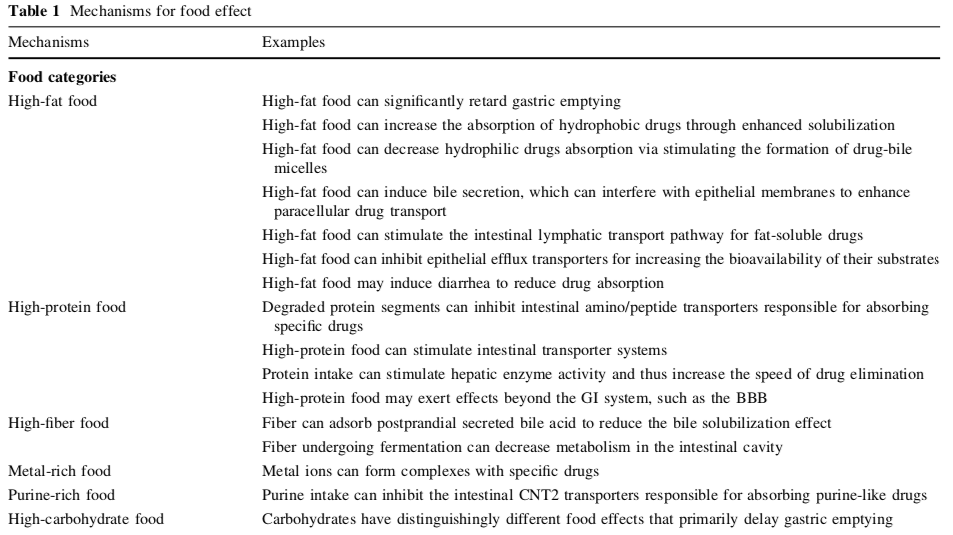 Table 1 Mechanisms for food effect
Mechanisms Examples
Food categories
High-fat food High-fat food can significantly retard gastric emptying
High-fat food can increase the absorption of hydrophobic drugs through enhanced solubilization
High-fat food can decrease hydrophilic drugs absorption via stimulating the formation of drug-bile
micelles
High-fat food can induce bile secretion, which can interfere with epithelial membranes to enhance
paracellular drug transport
High-fat food can stimulate the intestinal lymphatic transport pathway for fat-soluble drugs
High-fat food can inhibit epithelial efflux transporters for increasing the bioavailability of their substrates
High-fat food may induce diarrhea to reduce drug absorption
High-protein food Degraded protein segments can inhibit intestinal amino/peptide transporters responsible for absorbing
specific drugs
High-protein food can stimulate intestinal transporter systems
Protein intake can stimulate hepatic enzyme activity and thus increase the speed of drug elimination
High-protein food may exert effects beyond the GI system, such as the BBB
High-fiber food Fiber can adsorb postprandial secreted bile acid to reduce the bile solubilization effect
Fiber undergoing fermentation can decrease metabolism in the intestinal cavity
Metal-rich food Metal ions can form complexes with specific drugs
Purine-rich food Purine intake can inhibit the intestinal CNT2 transporters responsible for absorbing purine-like drugs
High-carbohydrate food Carbohydrates have distinguishingly different food effects that primarily delay gastric emptying